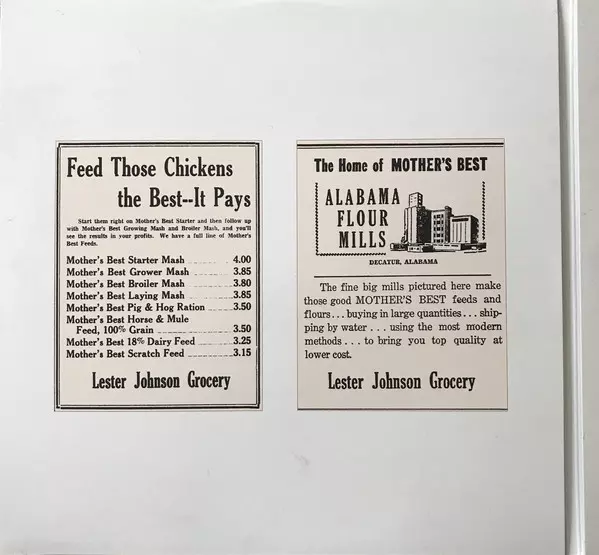 Feed Those Chickens
the Best--It Pays
Start them right on Mother's Best Starter and then follow up
with Mother's Best Growing Mash and Broiler Mash, and you'll
see the results in your profits. We have a full line of Mother's
Best Feeds.
Mother's Best Starter Mash 4.00
Mother's Best Grower Mash 3.85
Mother's Best Broiler Mash 3.80
Mother's Best Laying Mash 3.85
Mother's Best Pig & Hog Ration 3.50
Mother's Best Horse & Mule
Feed, 100% Grain 3.50
Mother's Best 18% Dairy Feed 3.25
Mother's Best Scratch Feed 3.15
Lester Johnson Grocery
The Home of MOTHER'S BEST
ALABAMA
FLOUR
MILLS
DECATUR, ALABAMA
The fine big mills pictured here make
those good MOTHER'S BEST feeds and
flours . . . buying in large quantities . . . ship-
ping by water . . . using the most modern
methods . . . to bring you top quality at
lower cost.
Lester Johnson Grocery